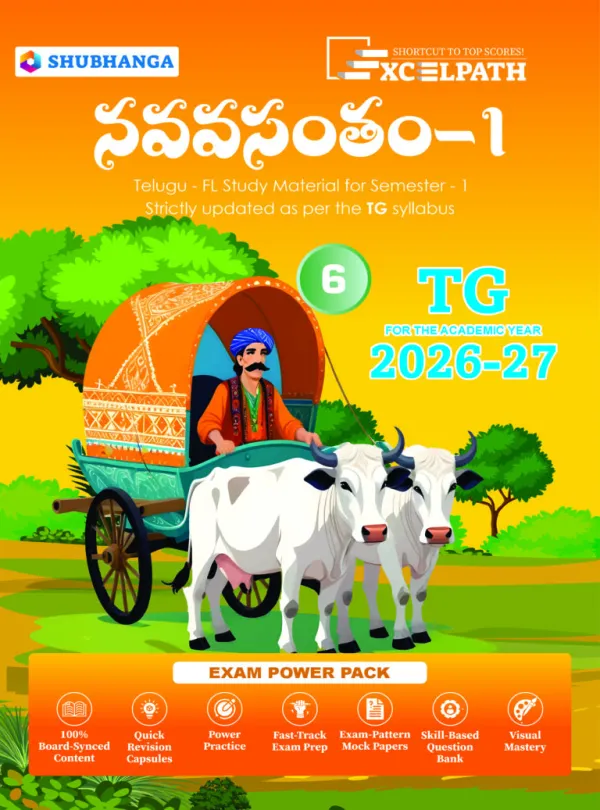 SHUBHANGA
SHORTCUT TO TOP SCORES!
EXCELPATH
నవవసంతం-1
Telugu - FL Study Material for Semester - 1
Strictly updated as per the TG syllabus
6
TG
FOR THE ACADEMIC YEAR
2026-27
EXAM POWER PACK
100%
Board-Synced
Content
Quick
Revision
Capsules
Power
Practice
Fast-Track
Exam Prep
Exam-Pattern
Mock Papers
Skill-Based
Question
Bank
Visual
Mastery